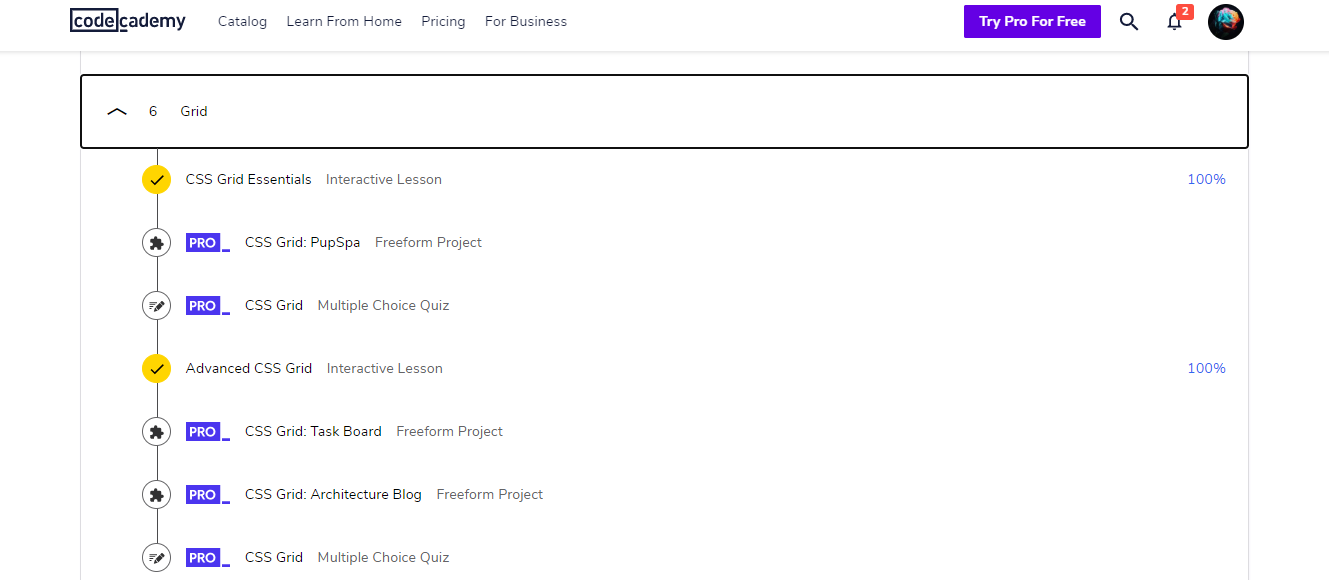 codecademy Catalog Learn From Home Pricing For Business Try Pro For Free 2
6 Grid
CSS Grid Essentials Interactive Lesson 100%
PRO CSS Grid: PupSpa Freeform Project
PRO CSS Grid Multiple Choice Quiz
Advanced CSS Grid Interactive Lesson 100%
PRO CSS Grid: Task Board Freeform Project
PRO CSS Grid: Architecture Blog Freeform Project
PRO CSS Grid Multiple Choice Quiz